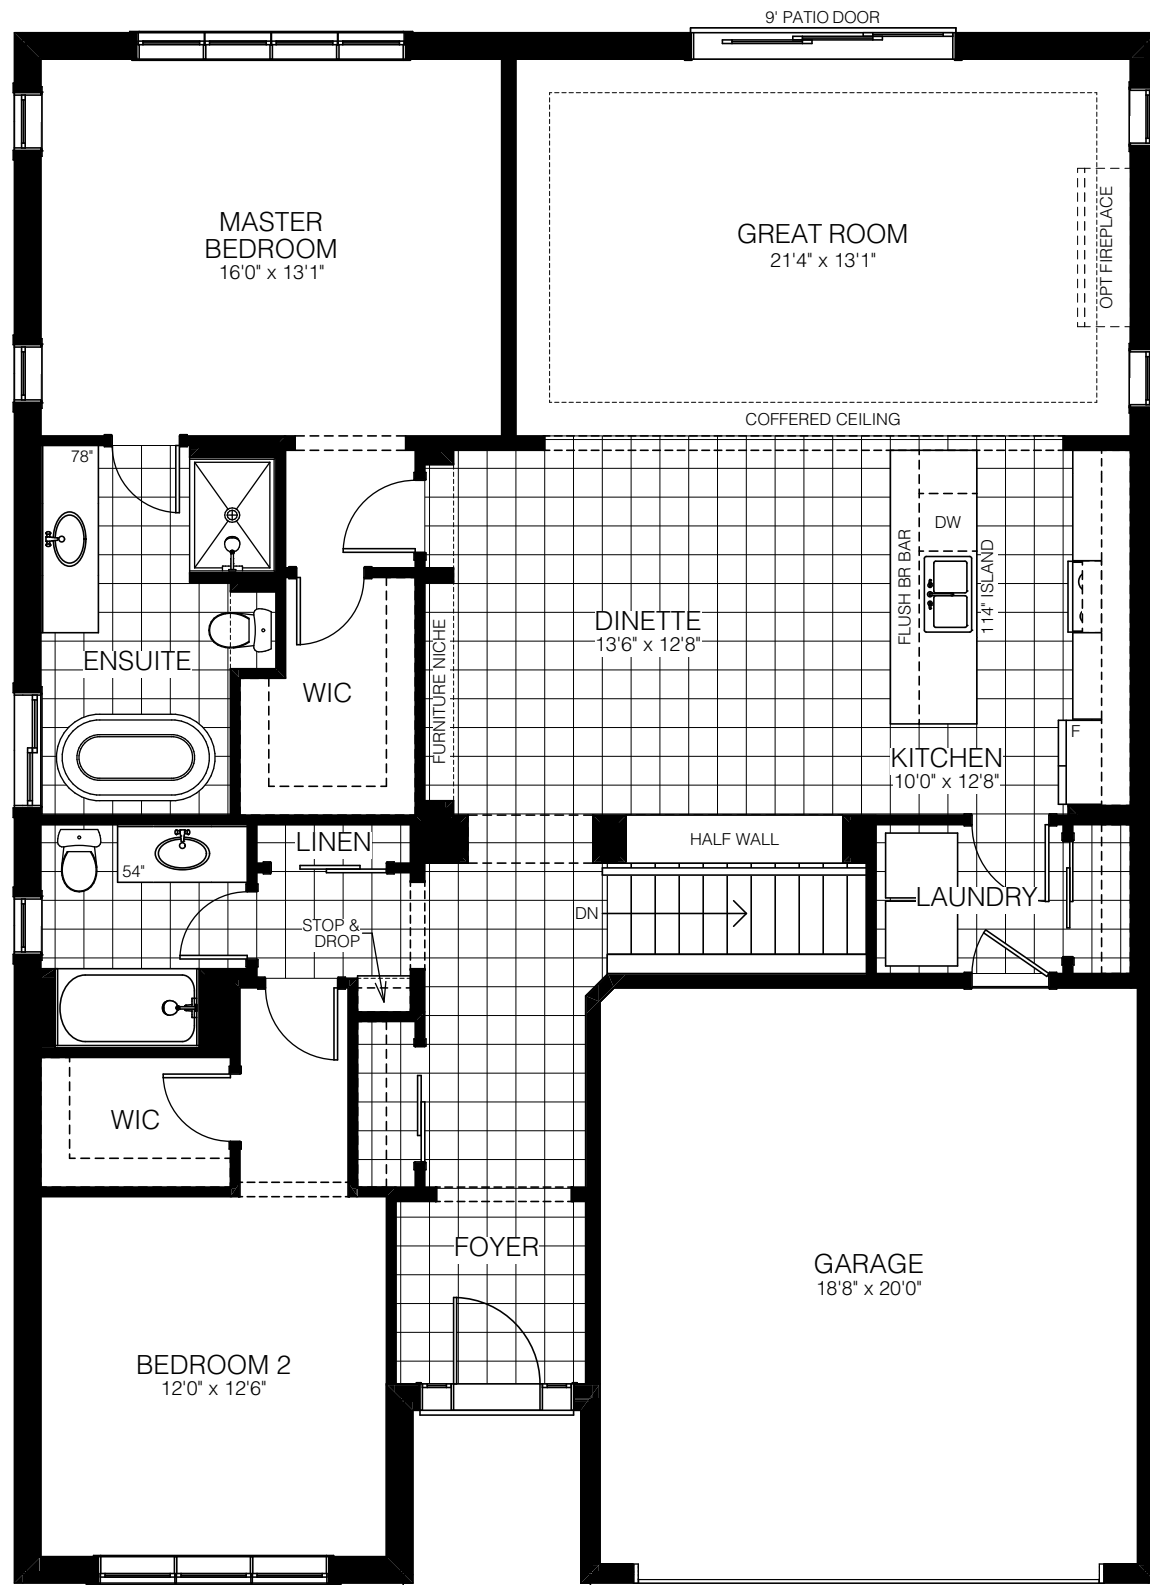 9' PATIO DOOR
MASTER
BEDROOM
16'0" x 13'1"
GREAT ROOM
21'4" x 13'1"
OPT FIREPLACE
COFFERED CEILING
78"
DW
FLUSH BR BAR
114" ISLAND
DINETTE
13'6" x 12'8"
ENSUITE
WIC
FURNITURE NICHE
F
KITCHEN
10'0" x 12'8"
LINEN
HALF WALL
54"
LAUNDRY
STOP &
DROP
DN
WIC
FOYER
GARAGE
18'8" x 20'0"
BEDROOM 2
12'0" x 12'6"